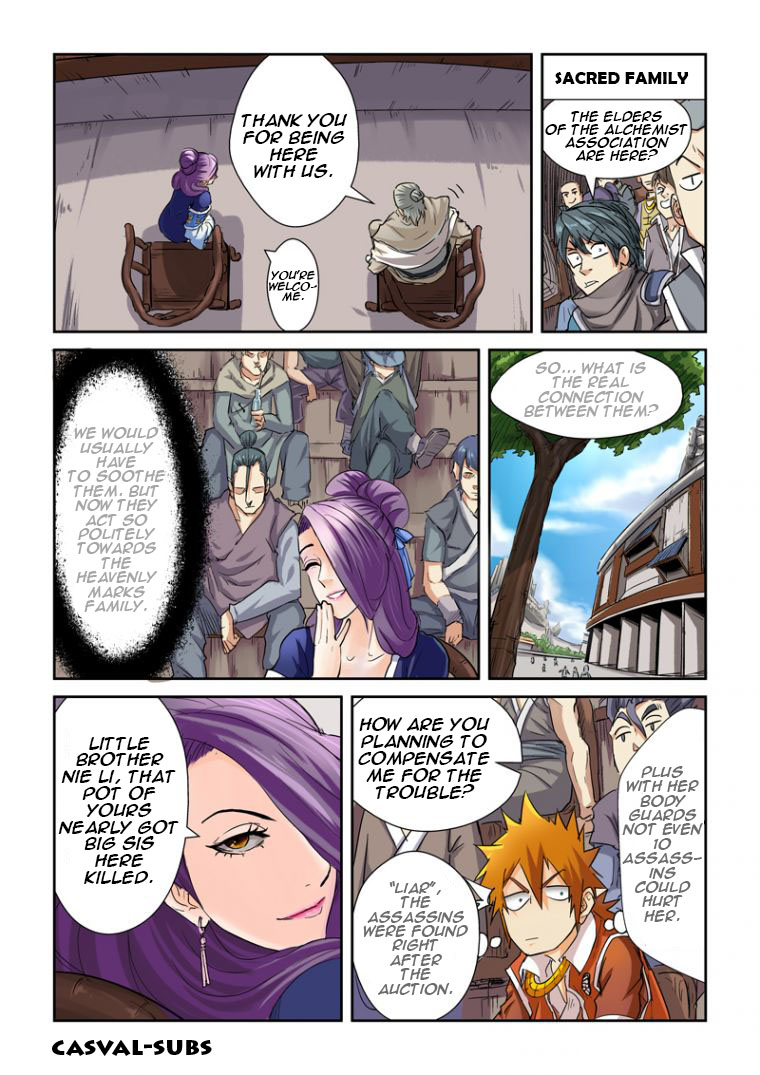 THANK YOU
FOR BEING
HERE
WITH US.
YOU'RE
WELCO-
ME.
SACRED FAMILY
THE ELDERS
OF THE ALCHEMIST
ASSOCIATION
ARE HERE?
WE WOULD
USUALLY
HAVE
TO SOOTHE
THEM. BUT
NOW THEY
ACT SO
POLITELY
TOWARDS
THE
HEAVENLY
MARKS
FAMILY.
SO... WHAT IS
THE REAL
CONNECTION
BETWEEN THEM?
LITTLE
BROTHER
NIE LI, THAT
POT OF
YOURS
NEARLY GOT
BIG SIS
HERE
KILLED.
HOW ARE YOU
PLANNING TO
COMPENSATE
ME FOR THE
TROUBLE?
"LIAR",
THE
ASSASSINS
WERE FOUND
RIGHT
AFTER
THE
AUCTION.
PLUS
WITH HER
BODY
GUARDS
NOT EVEN
10
ASSASS-
INS
COULD
HURT
HER.
CASVAL-SUBS